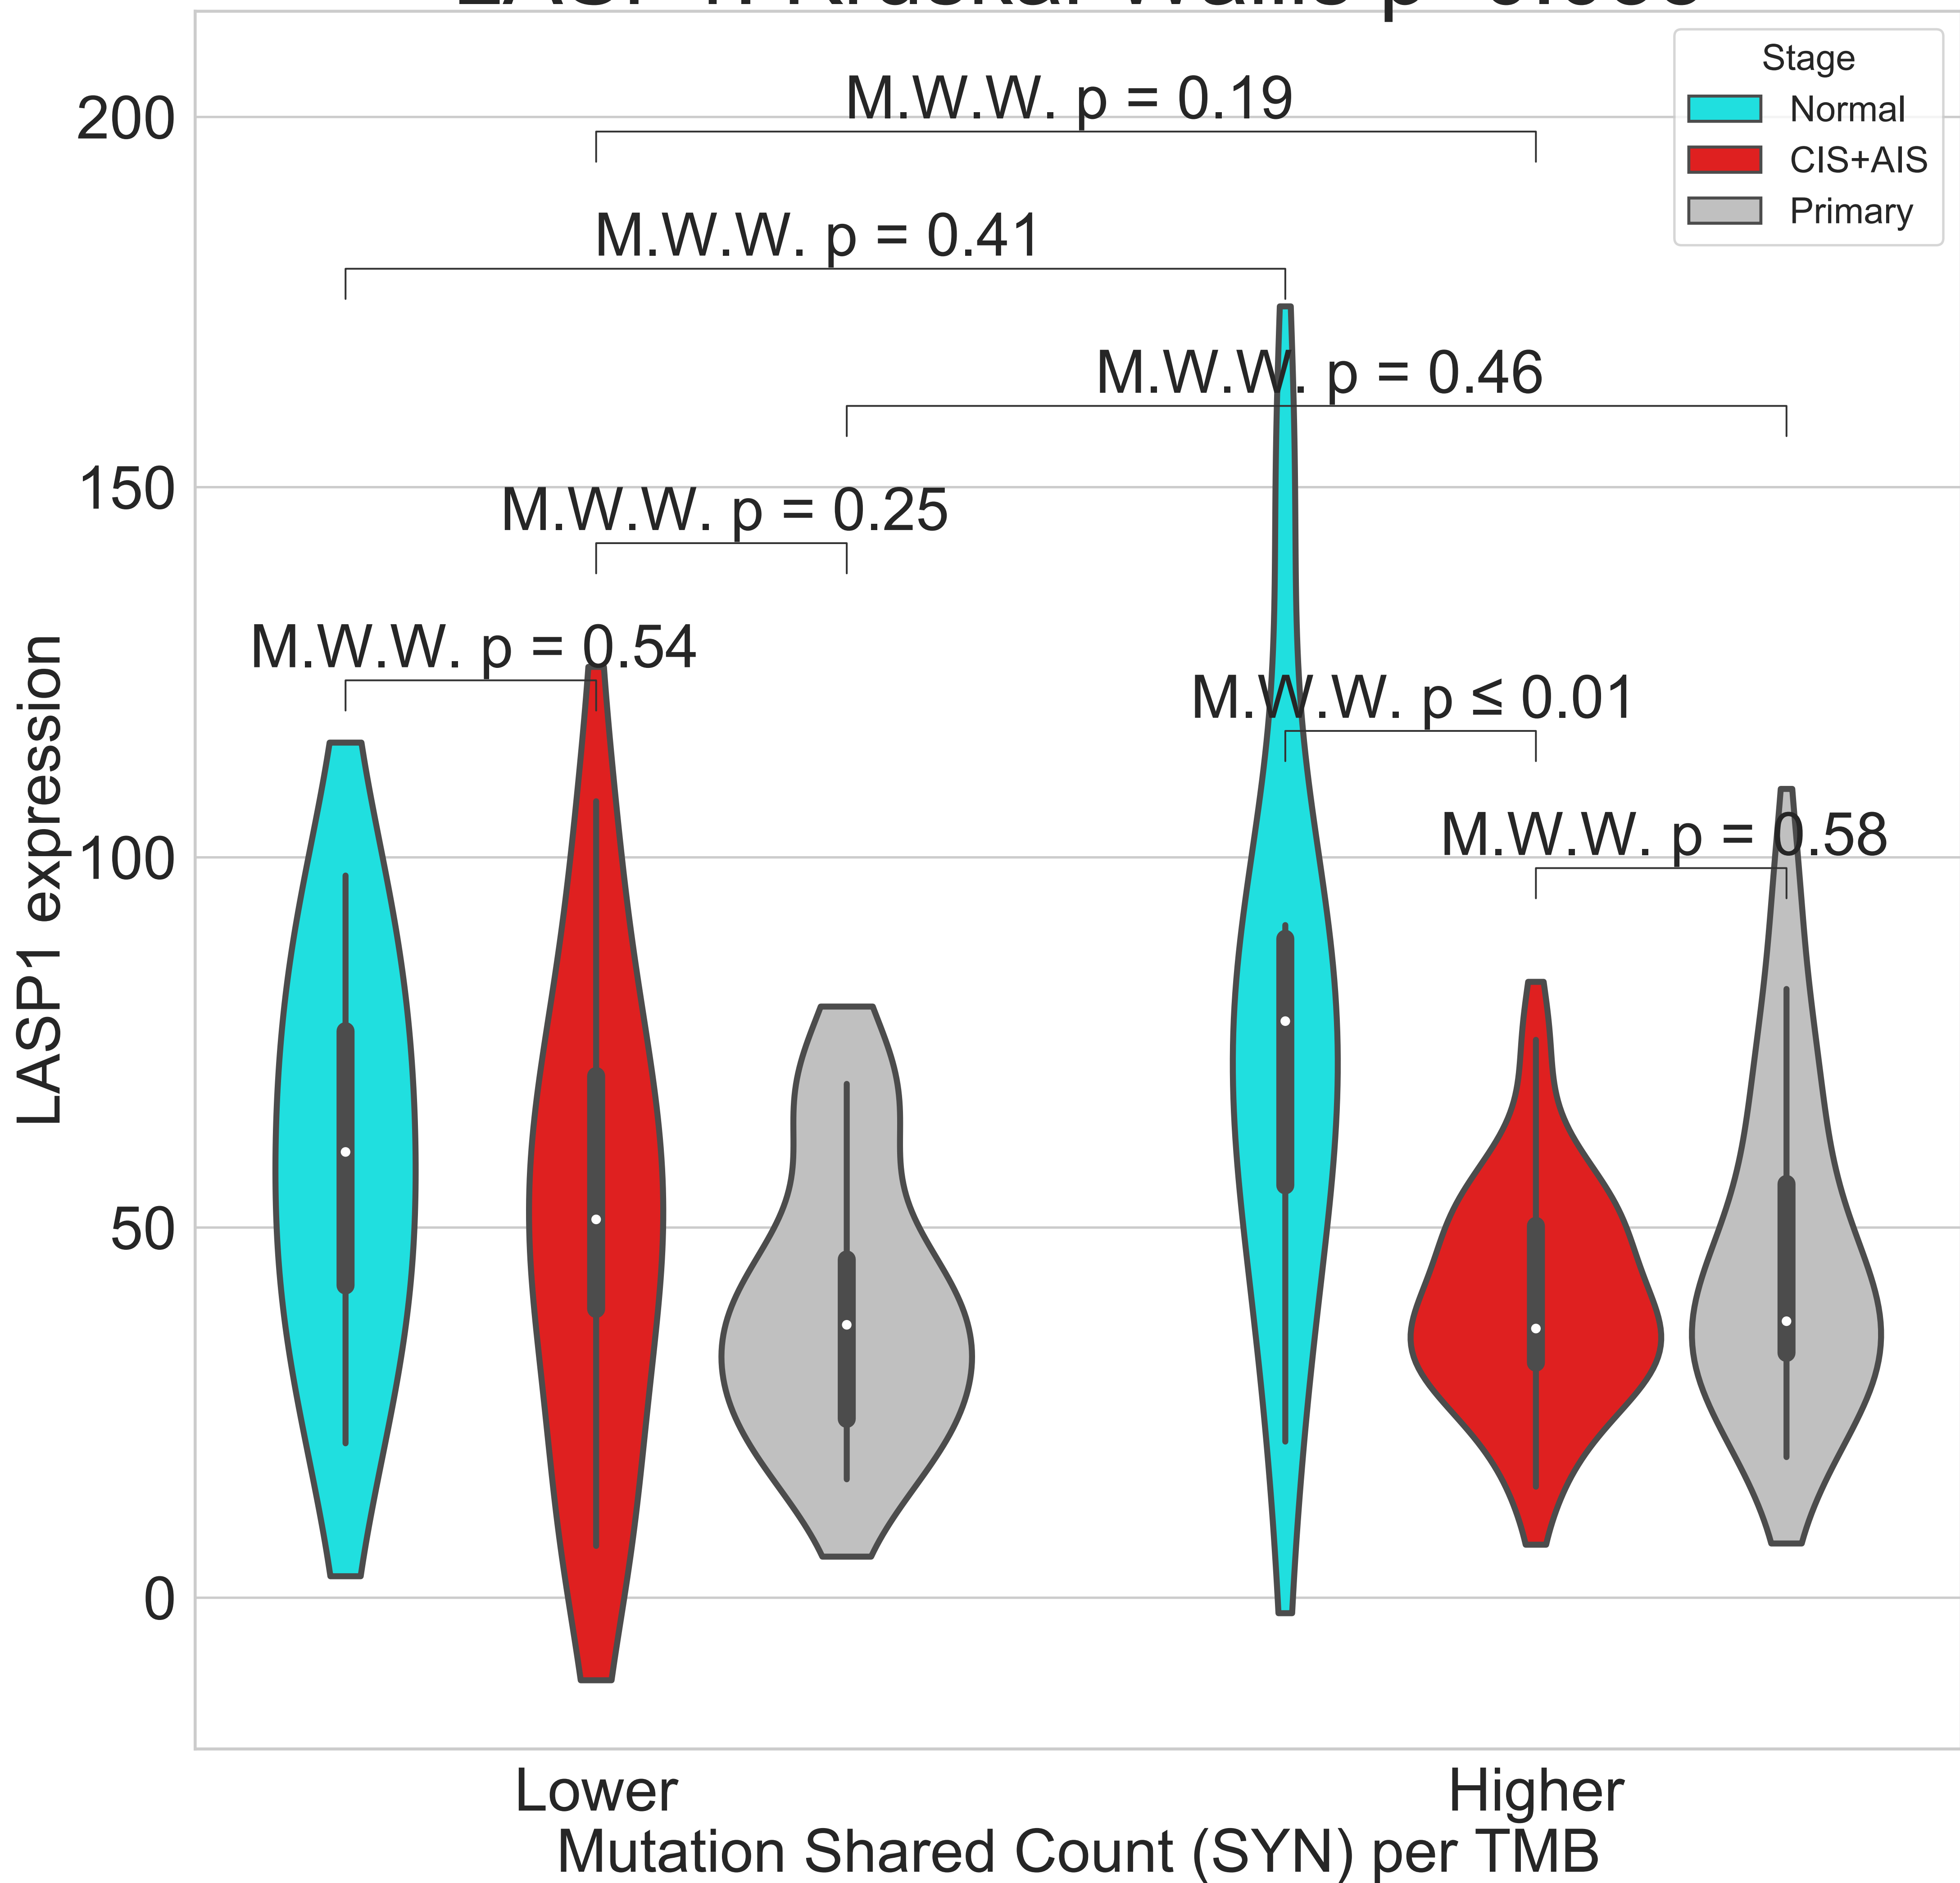 Stage
Normal
CIS+AIS
Primary
M.W.W. p = 0.19
M.W.W. p = 0.41
M.W.W. p = 0.46
M.W.W. p = 0.25
M.W.W. p = 0.54
M.W.W. p ≤ 0.01
M.W.W. p = 0.58
200
150
100
50
0
LASP1 expression
Lower
Higher
Mutation Shared Count (SYN) per TMB